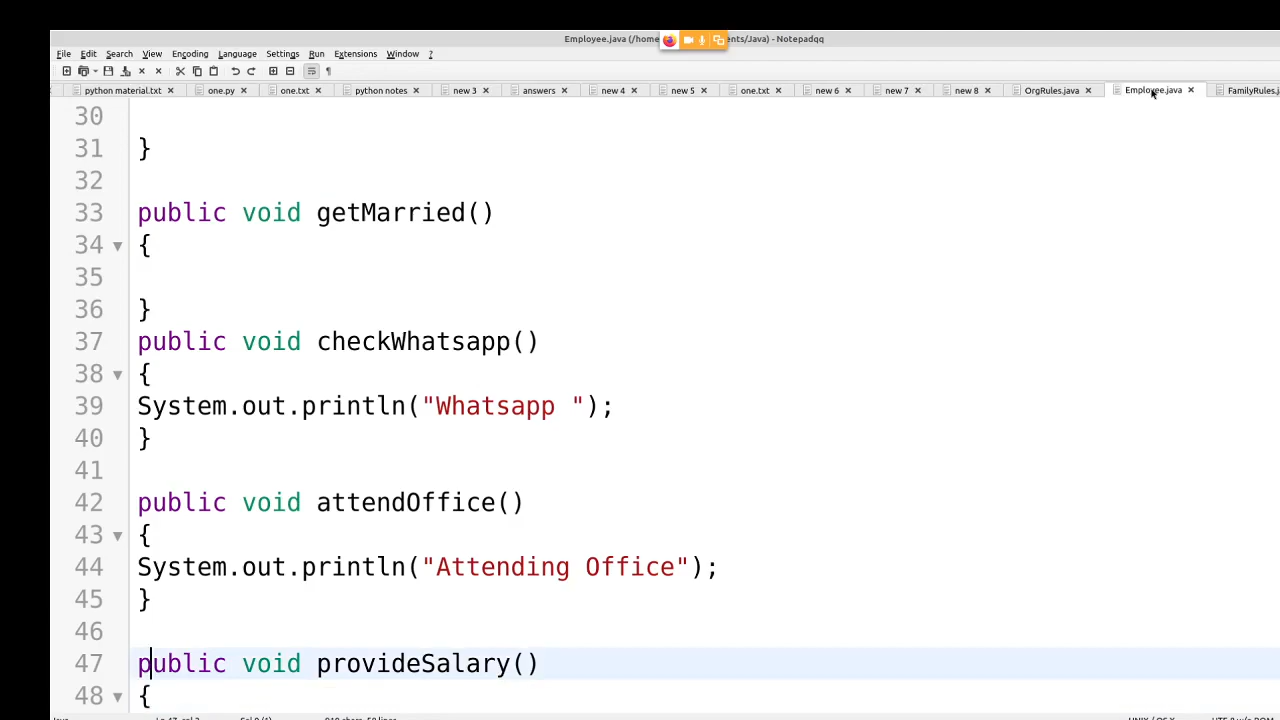 Employee.java (/home ents/Java) - Notepadqq
File Edit Search View Encoding Language Settings Run Extensions Window ?
python material.txt one.py one.txt python notes new 3 answers new 4 new 5 one.txt new 6 new 7 new 8 OrgRules.java Employee.java FamilyRules.j
30
31 }
32
33 public void getMarried()
34 {
35
36 }
37 public void checkWhatsapp()
38 {
39 System.out.println("Whatsapp ");
40 }
41
42 public void attendOffice()
43 {
44 System.out.println("Attending Office");
45 }
46
47 public void provideSalary()
48 {